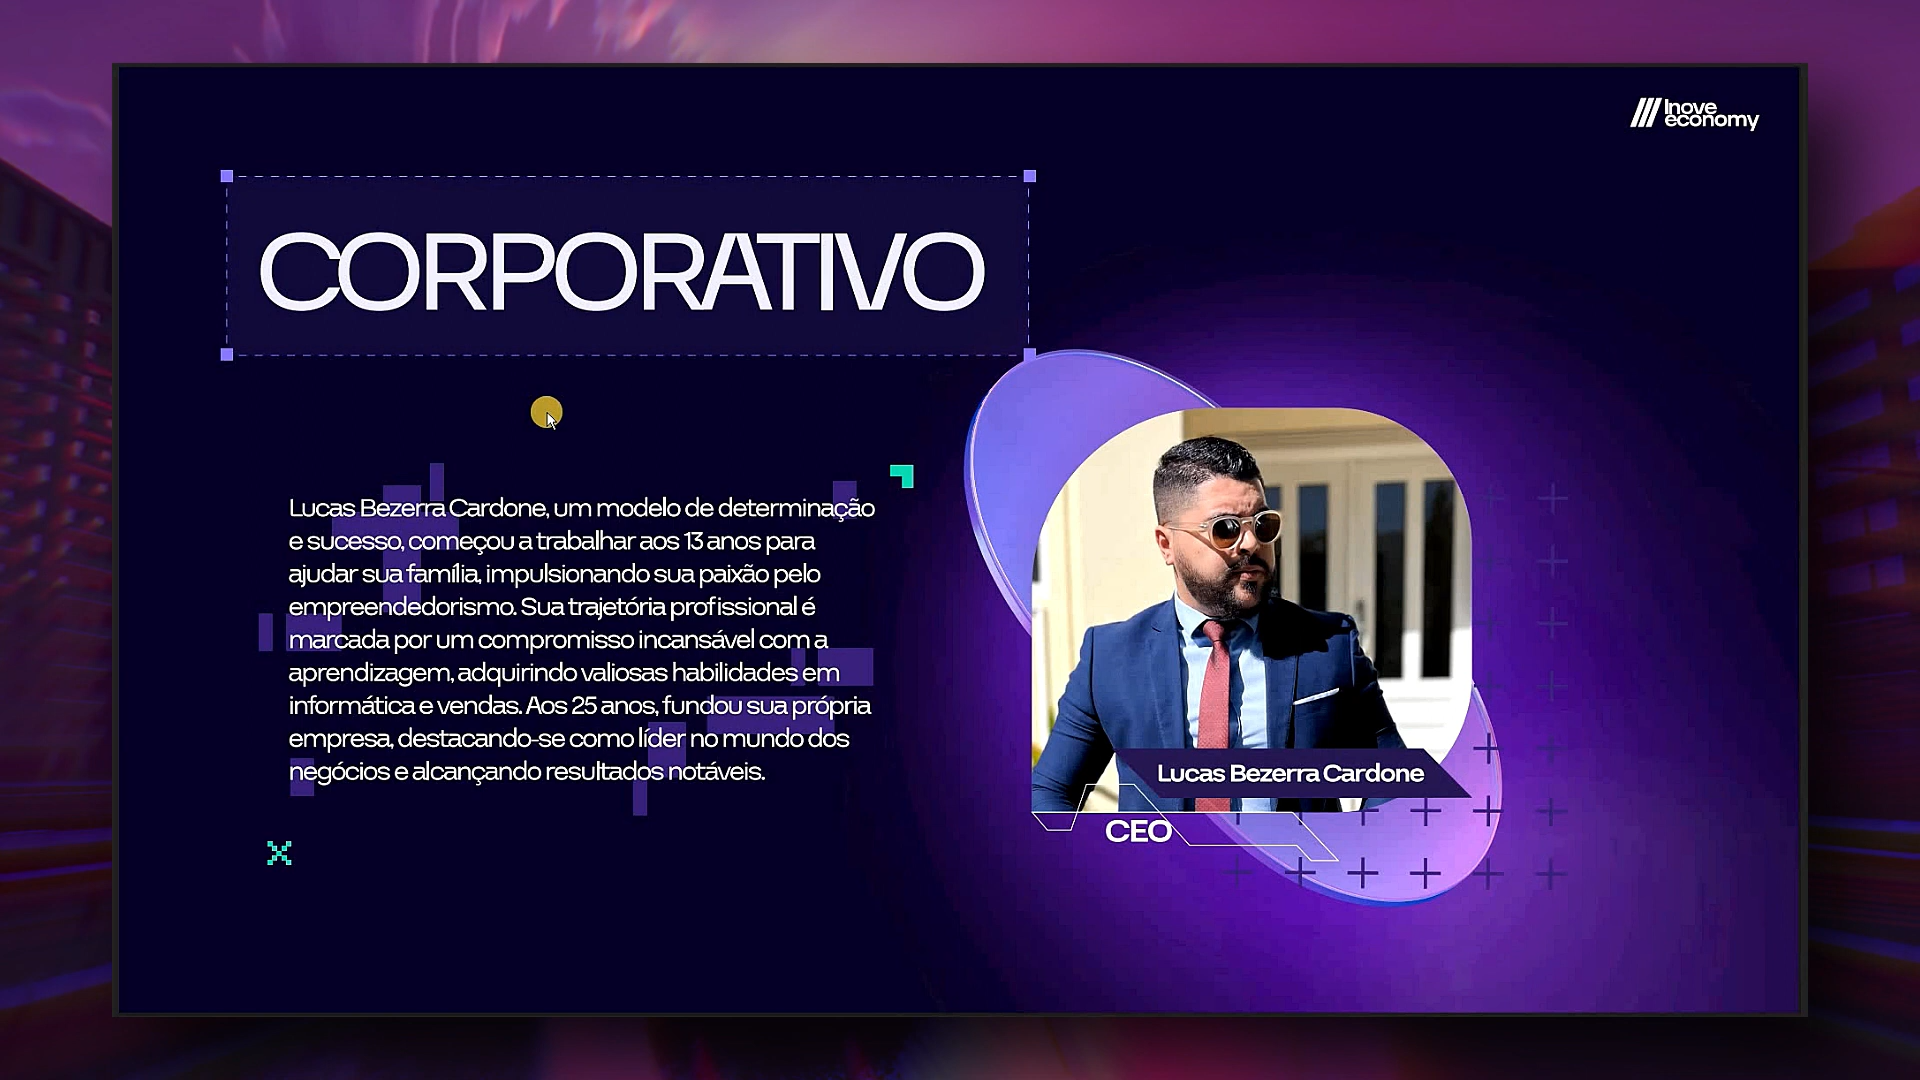 Inove
economy
CORPORATIVO
Lucas Bezerra Cardone, um modelo de determinação
e sucesso, começou a trabalhar aos 13 anos para
ajudar sua família, impulsionando sua paixão pelo
empreendedorismo. Sua trajetória profissional é
marcada por um compromisso incansável com a
aprendizagem, adquirindo valiosas habilidades em
informática e vendas. Aos 25 anos, fundou sua própria
empresa, destacando-se como líder no mundo dos
negócios e alcançando resultados notáveis.
Lucas Bezerra Cardone
CEO